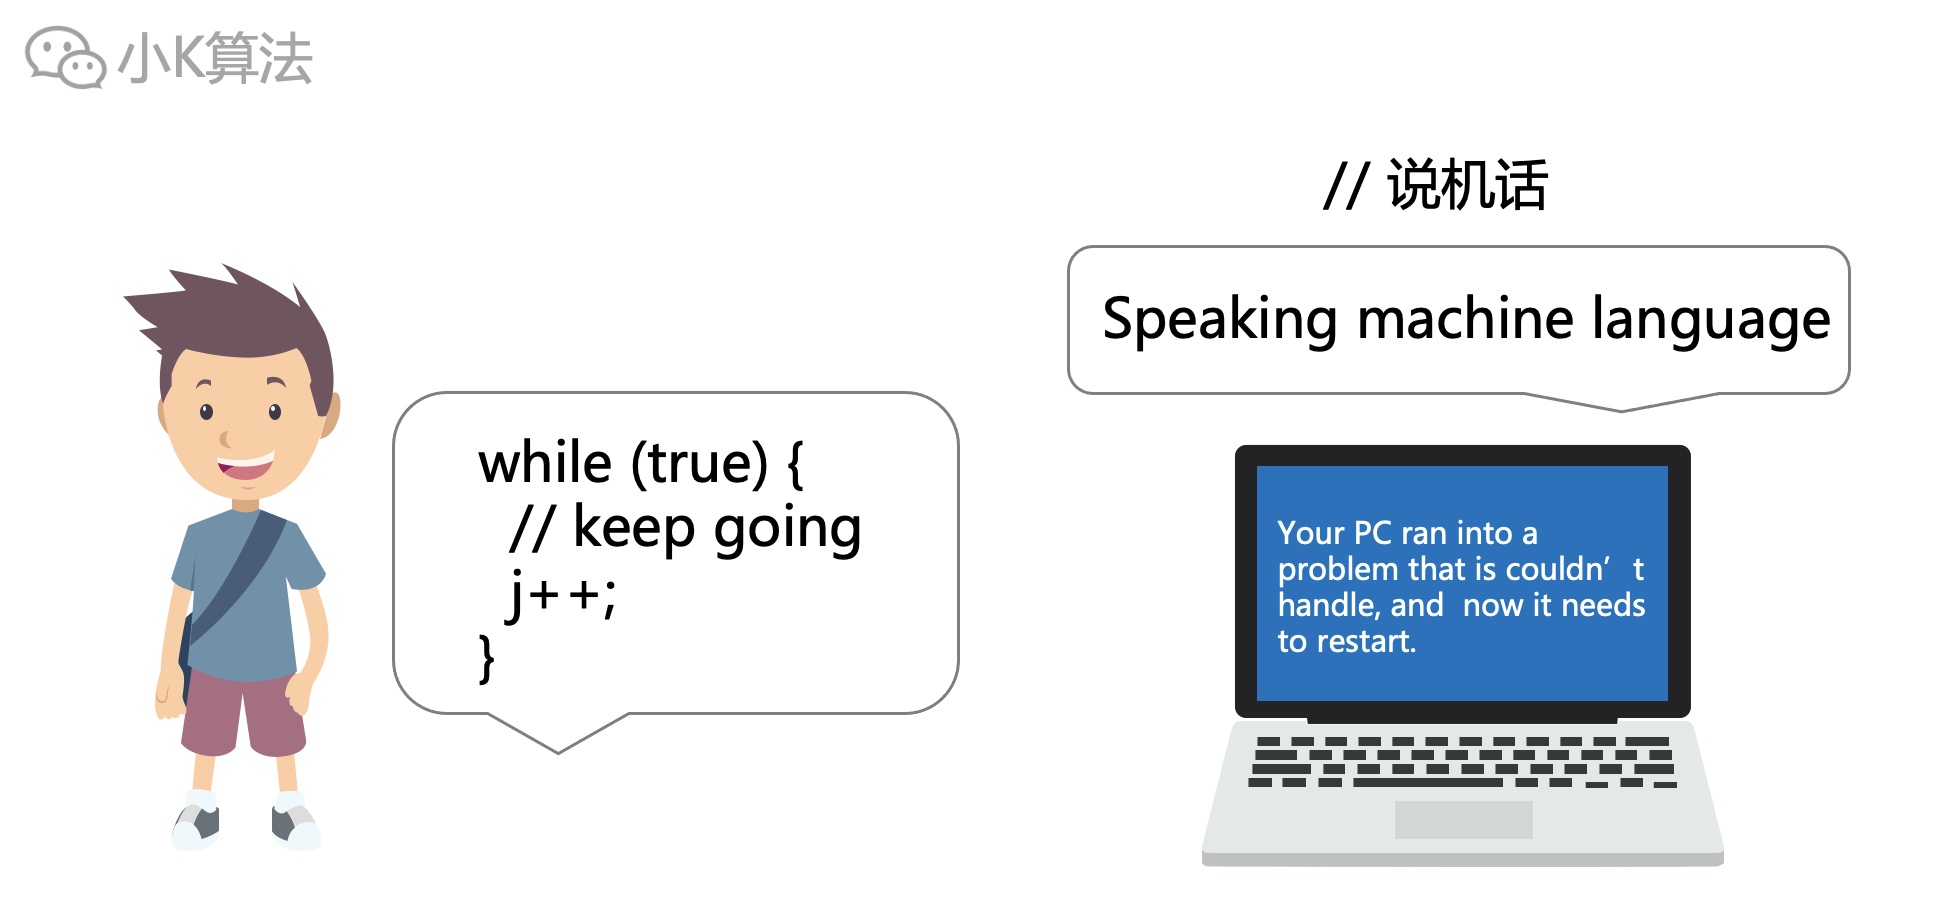 小K算法
// 说机话
Speaking machine language
while (true) {
// keep going
j++;
}
Your PC ran into a
problem that is couldn’t
handle, and now it needs
to restart.